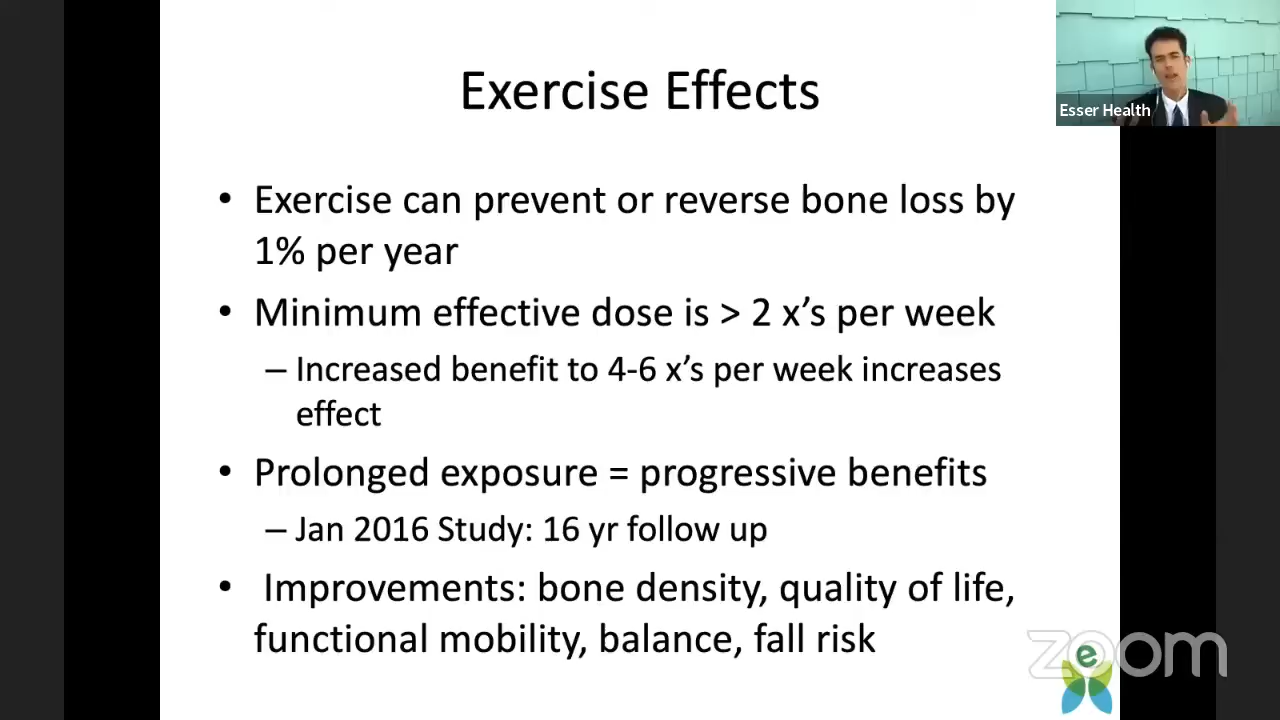 Exercise Effects
Esser Health
• Exercise can prevent or reverse bone loss by
1% per year
• Minimum effective dose is > 2 x’s per week
– Increased benefit to 4-6 x’s per week increases
effect
• Prolonged exposure = progressive benefits
– Jan 2016 Study: 16 yr follow up
• Improvements: bone density, quality of life,
functional mobility, balance, fall risk
zoom
e